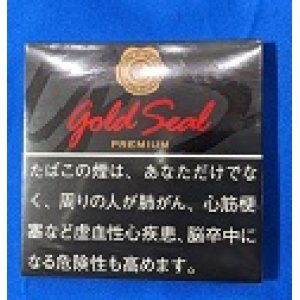 Gold Seal
PREMIUM
たばこの煙は、あなただけでな
く、周りの人が肺がん、心筋梗
塞など虚血性心疾患、脳卒中に
なる危険性も高めます。